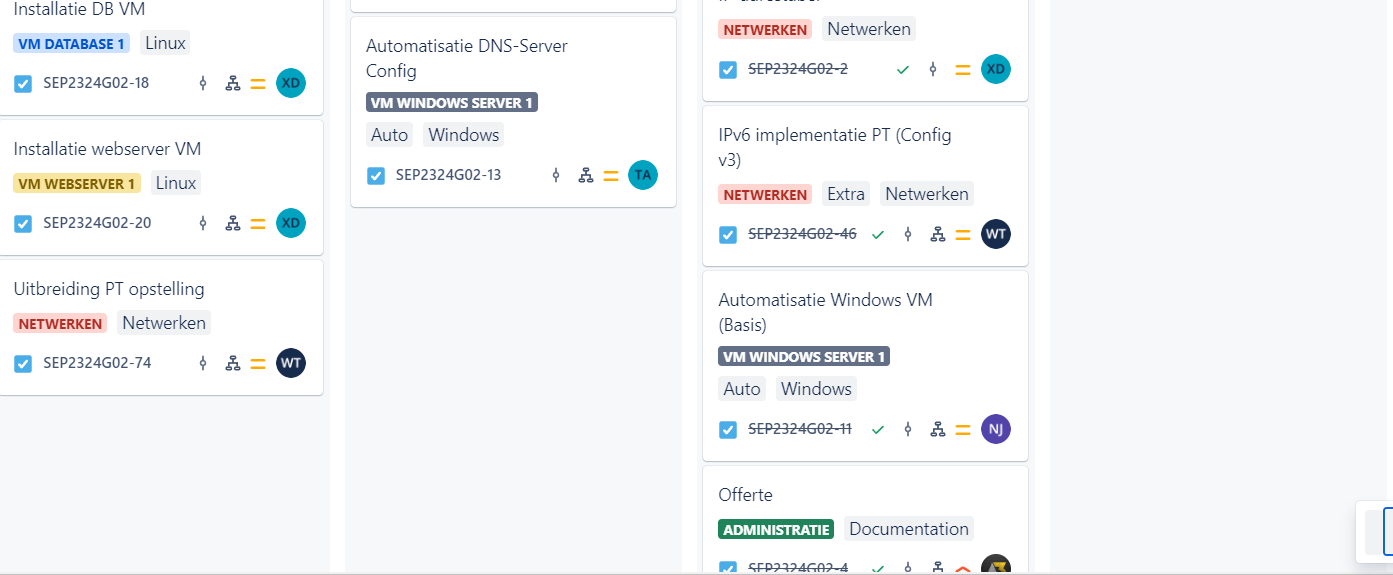 Installatie DB VM
VM DATABASE 1 Linux
SEP2324G02-18 XD
Installatie webserver VM
VM WEBSERVER 1 Linux
SEP2324G02-20 XD
Uitbreiding PT opstelling
NETWERKEN Netwerken
SEP2324G02-74 WT
Automatisatie DNS-Server
Config
VM WINDOWS SERVER 1
Auto Windows
SEP2324G02-13 TA
NETWERKEN Netwerken
SEP2324G02-2 XD
IPv6 implementatie PT (Config
v3)
NETWERKEN Extra Netwerken
SEP2324G02-46 WT
Automatisatie Windows VM
(Basis)
VM WINDOWS SERVER 1
Auto Windows
SEP2324G02-11 NJ
Offerte
ADMINISTRATIE Documentation
SEP2324G02-4